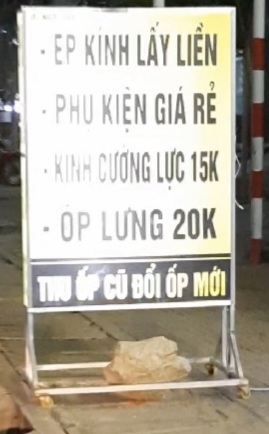 - ÉP KÍNH LẤY LIỀN
- PHỤ KIỆN GIÁ RẺ
- KÍNH CƯỜNG LỰC 15K
- ỐP LƯNG 20K
THU ỐP CŨ ĐỔI ỐP MỚI